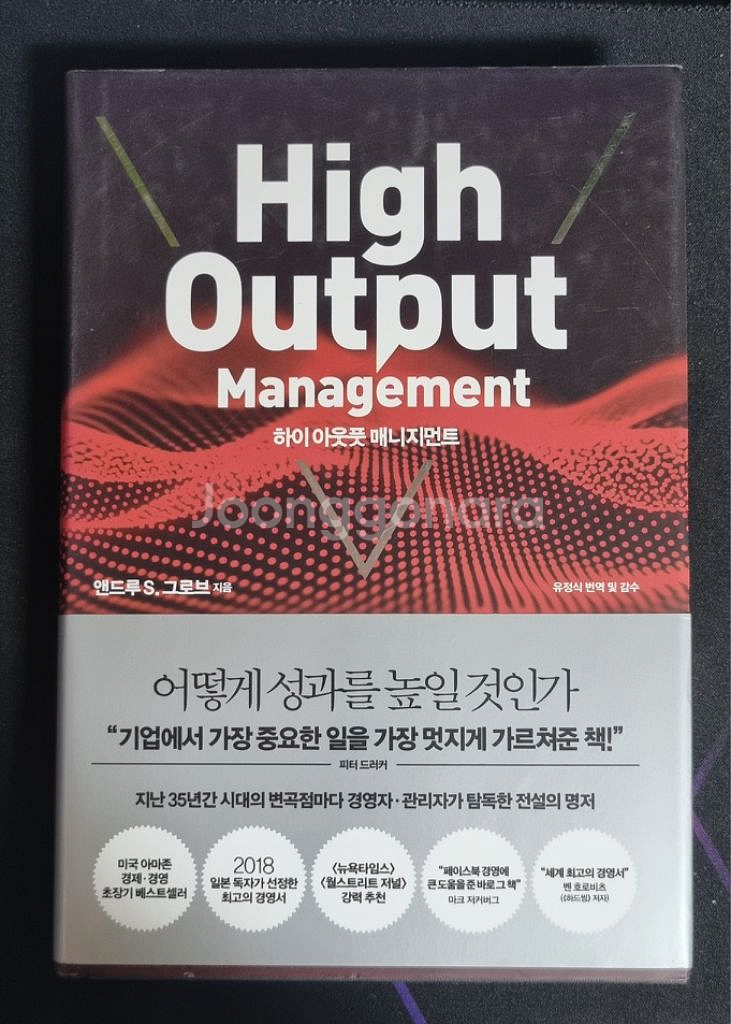 High
Output
Management
하이 아웃풋 매니지먼트
Joonggonara
앤드루 S. 그로브 지음
유정식 번역 및 감수
어떻게 성과를 높일 것인가
“기업에서 가장 중요한 일을 가장 멋지게 가르쳐준 책!”
피터 드러커
지난 35년간 시대의 변곡점마다 경영자·관리자가 탐독한 전설의 명저
미국 아마존
경제·경영
초장기 베스트셀러
2018
일본 독자가 선정한
최고의 경영서
〈뉴욕타임스〉
〈월스트리트 저널〉
강력 추천
“페이스북 경영에
큰 도움을 준 바로 그 책”
마크 저커버그
“세계 최고의 경영서”
벤 호로비츠
(《하드씽》 저자)